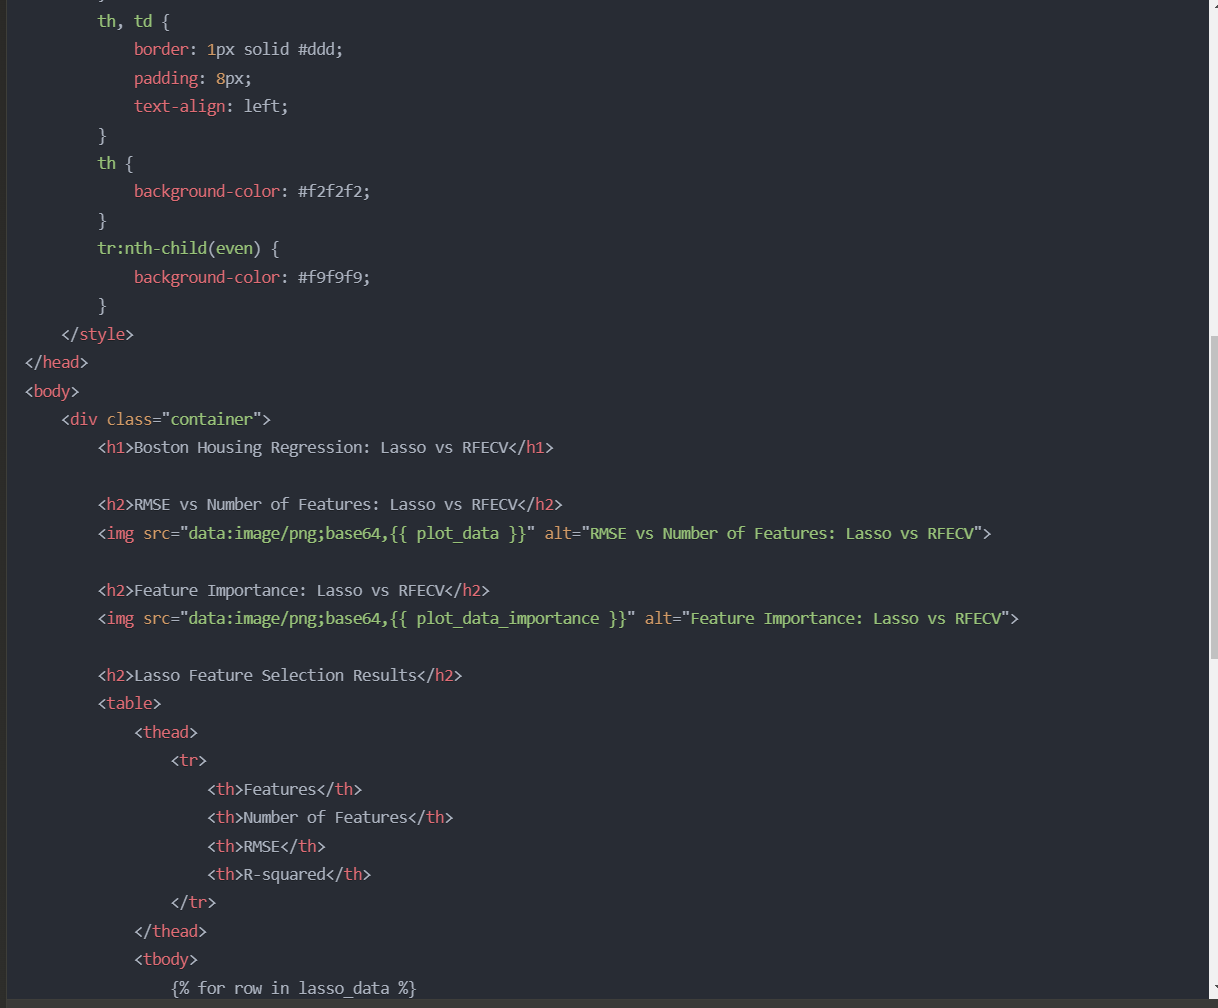 th, td {
border: 1px solid #ddd;
padding: 8px;
text-align: left;
}
th {
background-color: #f2f2f2;
}
tr:nth-child(even) {
background-color: #f9f9f9;
}
</style>
</head>
<body>
<div class="container">
<h1>Boston Housing Regression: Lasso vs RFECV</h1>
<h2>RMSE vs Number of Features: Lasso vs RFECV</h2>
<img src="data:image/png;base64,{{ plot_data }}" alt="RMSE vs Number of Features: Lasso vs RFECV">
<h2>Feature Importance: Lasso vs RFECV</h2>
<img src="data:image/png;base64,{{ plot_data_importance }}" alt="Feature Importance: Lasso vs RFECV">
<h2>Lasso Feature Selection Results</h2>
<table>
<thead>
<tr>
<th>Features</th>
<th>Number of Features</th>
<th>RMSE</th>
<th>R-squared</th>
</tr>
</thead>
<tbody>
{% for row in lasso_data %}